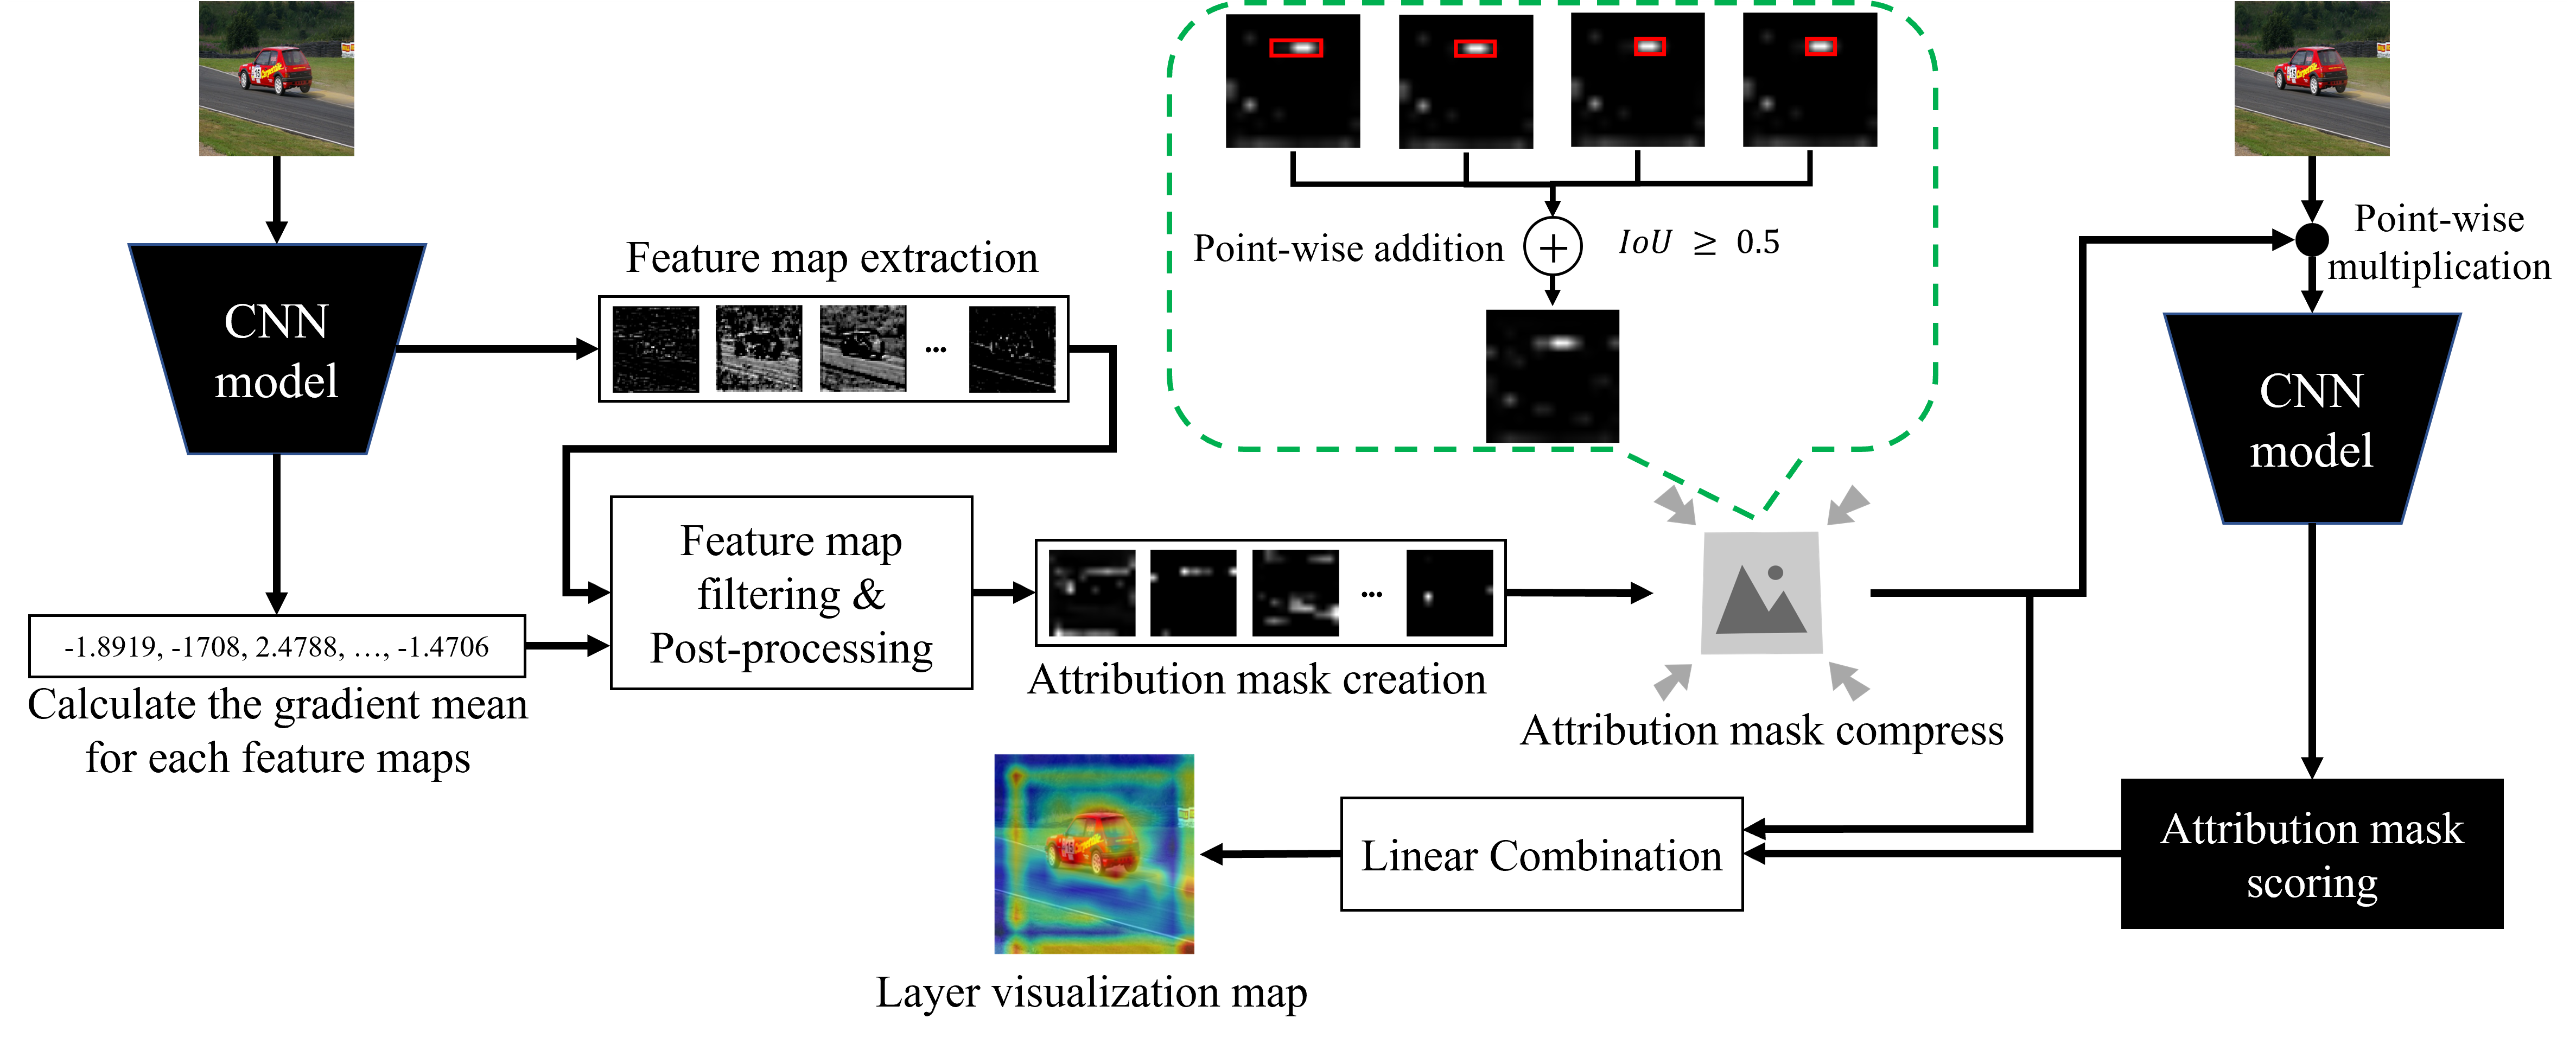 CNN
model
Feature map extraction
...
-1.8919, -1708, 2.4788, …, -1.4706
Calculate the gradient mean
for each feature maps
Feature map
filtering &
Post-processing
...
Attribution mask creation
Point-wise addition
+
IoU ≥ 0.5
Attribution mask compress
Point-wise
multiplication
CNN
model
Attribution mask
scoring
Linear Combination
Layer visualization map